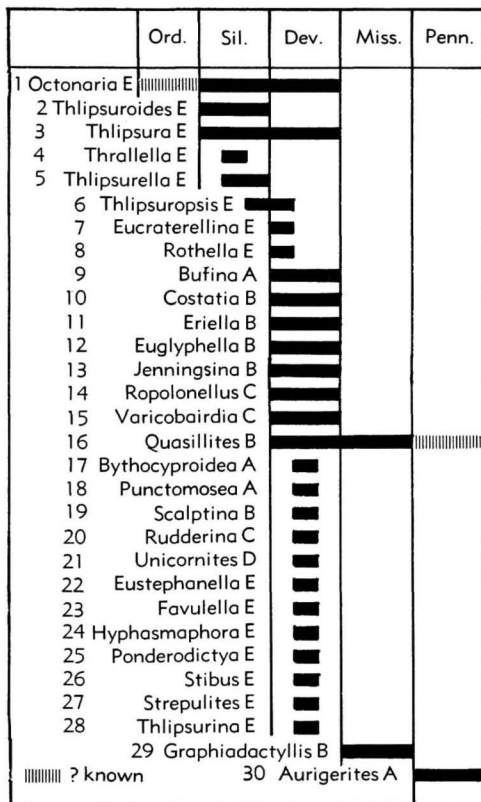 Ord. Sil. Dev. Miss. Penn.
1 Octonaria E
2 Thlipsuroides E
3 Thlipsura E
4 Thrallella E
5 Thlipsurella E
6 Thlipsuropsis E
7 Eucraterellina E
8 Rothella E
9 Bufina A
10 Costatia B
11 Eriella B
12 Euglyphella B
13 Jenningsina B
14 Ropolonellus C
15 Varicobairdia C
16 Quasillites B
17 Bythocyproidea A
18 Punctomosea A
19 Scalptina B
20 Rudderina C
21 Unicornites D
22 Eustephanella E
23 Favulella E
24 Hyphasmaphora E
25 Ponderodictya E
26 Stibus E
27 Strepulites E
28 Thlipsurina E
29 Graphiadactyllis B
? known 30 Aurigerites A